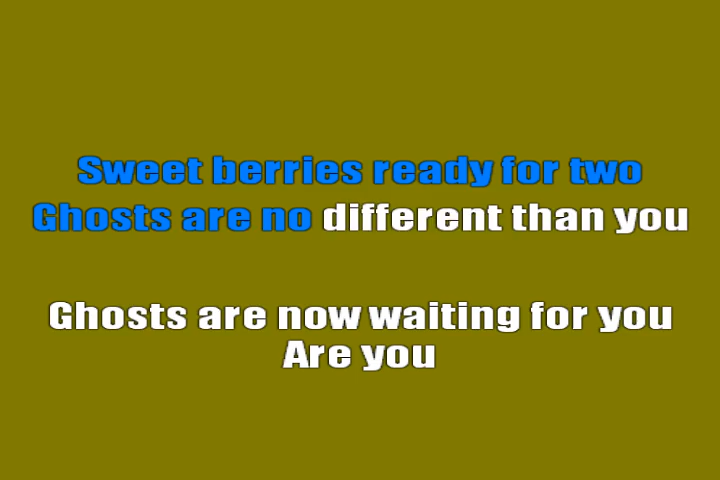 Sweet berries ready for two
Ghosts are no different than you
Ghosts are now waiting for you
Are you